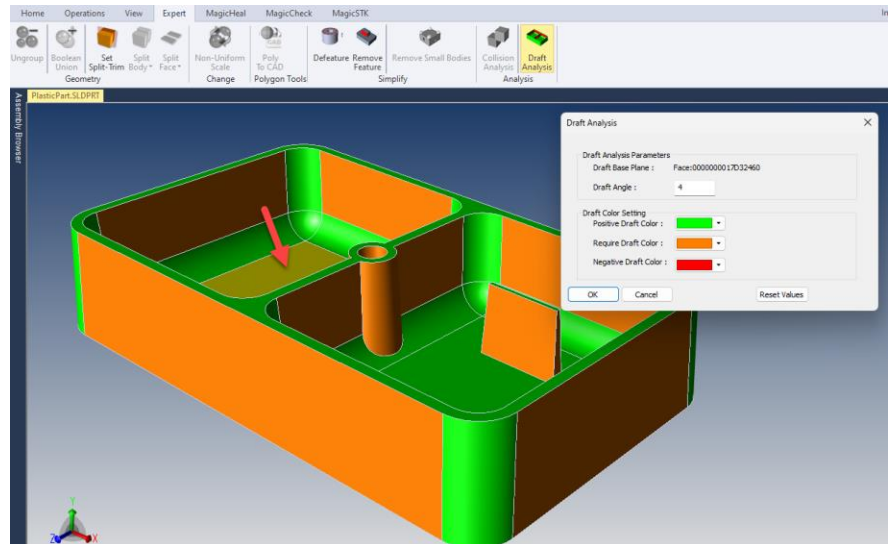 Home Operations View Expert MagicHeal MagicCheck MagicSTK In
Ungroup Boolean Union Set Split-Trim Split Body Split Face Non-Uniform Scale Poly To CAD Defeature Remove Feature Remove Small Bodies Collision Analysis Draft Analysis
Geometry Change Polygon Tools Simplify Analysis
Assembly Browser
PlasticPart.SLDPRT
Draft Analysis
Draft Analysis Parameters
Draft Base Plane : Face:0000000017D32460
Draft Angle : 4
Draft Color Setting
Positive Draft Color :
Require Draft Color :
Negative Draft Color :
OK Cancel Reset Values
Y
Z X